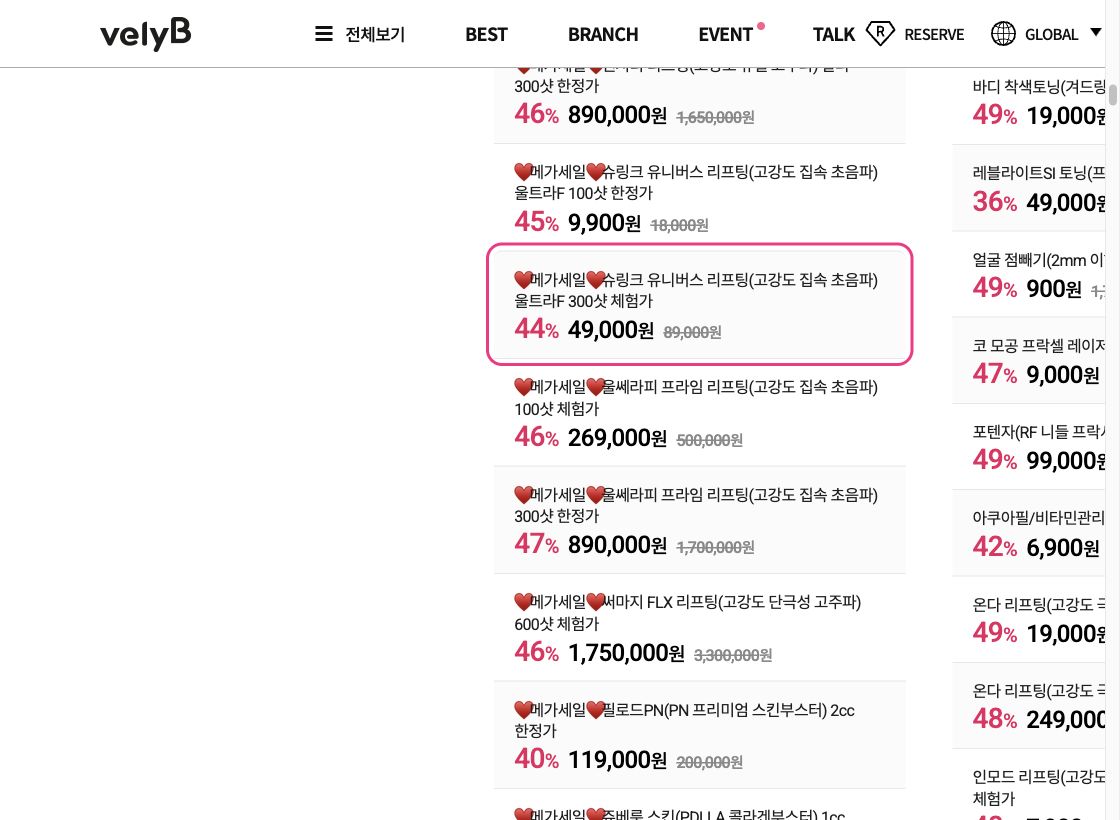 velyB
전체보기
BEST
BRANCH
EVENT
TALK
R
RESERVE
GLOBAL
300샷 한정가
46% 890,000원 1,650,000원
메가세일 슈링크 유니버스 리프팅(고강도 집속 초음파)
울트라F 100샷 한정가
45% 9,900원 18,000원
메가세일 슈링크 유니버스 리프팅(고강도 집속 초음파)
울트라F 300샷 체험가
44% 49,000원 89,000원
메가세일 울쎄라피 프라임 리프팅(고강도 집속 초음파)
100샷 체험가
46% 269,000원 500,000원
메가세일 울쎄라피 프라임 리프팅(고강도 집속 초음파)
300샷 한정가
47% 890,000원 1,700,000원
메가세일 써마지 FLX 리프팅(고강도 단극성 고주파)
600샷 체험가
46% 1,750,000원 3,300,000원
메가세일 필로드PN(PN 프리미엄 스킨부스터) 2cc
한정가
40% 119,000원 200,000원
메가세일 쥬베룩 스킨(PDLLA 콜라겐부스터) 1cc
바디 착색토닝(겨드랑
49% 19,000원
레블라이트SI 토닝(프
36% 49,000원
얼굴 점빼기(2mm 이
49% 900원
코 모공 프락셀 레이저
47% 9,000원
포텐자(RF 니들 프락셔
49% 99,000원
아쿠아필/비타민관리
42% 6,900원
온다 리프팅(고강도
49% 19,000원
온다 리프팅(고강도
48% 249,000
인모드 리프팅(고강도
체험가